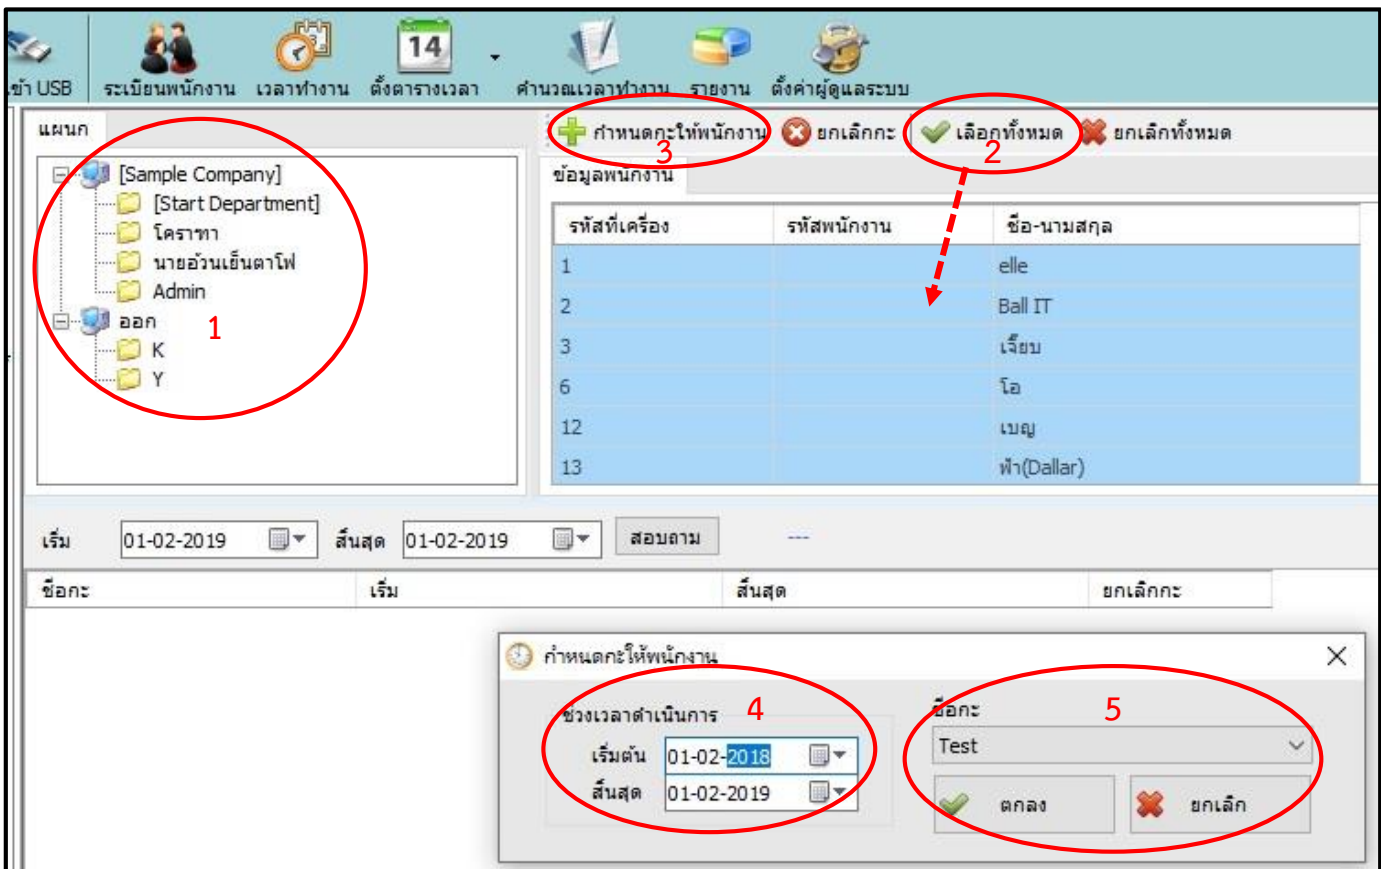 ข้า USB
ระเบียนพนักงาน
เวลาทำงาน
14
ตั้งตารางเวลา
คำนวณเวลาทำงาน
รายงาน
ตั้งค่าผู้ดูแลระบบ
แผนก
[Sample Company]
[Start Department]
โคราฑา
นายอ้วนเย็นตาโฟ
Admin
ออก
K
Y
1
กำหนดกะให้พนักงาน
ยกเลิกกะ
เลือกทั้งหมด
ยกเลิกทั้งหมด
3
2
ข้อมูลพนักงาน
รหัสที่เครื่อง รหัสพนักงาน ชื่อ-นามสกุล
1 elle
2 Ball IT
3 เจี๊ยบ
6 โอ
12 เบญ
13 ฟ้า(Dallar)
เริ่ม 01-02-2019 สิ้นสุด 01-02-2019 สอบถาม ---
ชื่อกะ เริ่ม สิ้นสุด ยกเลิกกะ
กำหนดกะให้พนักงาน
ช่วงเวลาดำเนินการ 4
เริ่มต้น 01-02-2018
สิ้นสุด 01-02-2019
ชื่อกะ 5
Test
ตกลง ยกเลิก